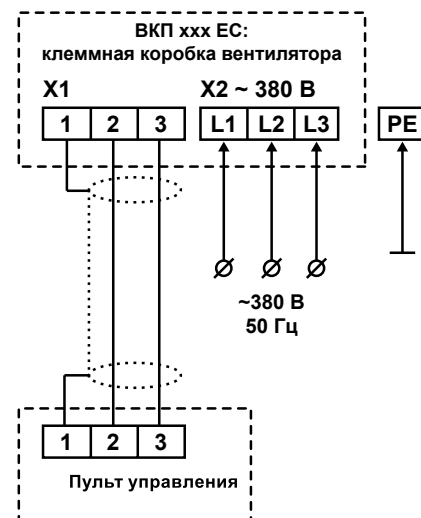 ВКП xxx ЕС:
клеммная коробка вентилятора
X1 X2 ~ 380 В
1 2 3 L1 L2 L3 PE
~380 В
50 Гц
1 2 3
Пульт управления